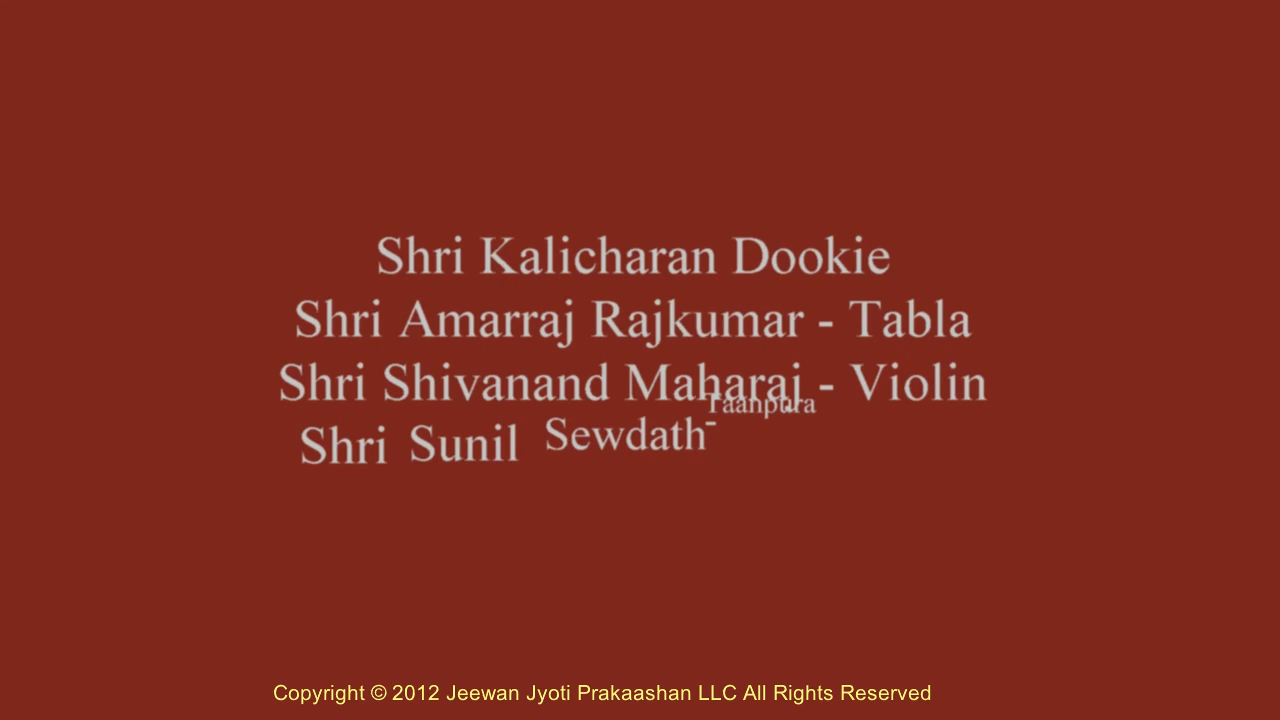 Shri Kalicharan Dookie
Shri Amarraj Rajkumar - Tabla
Shri Shivanand Maharaj - Violin
Shri Sunil Sewdath - Taanpura
Copyright © 2012 Jeewan Jyoti Prakaashan LLC All Rights Reserved